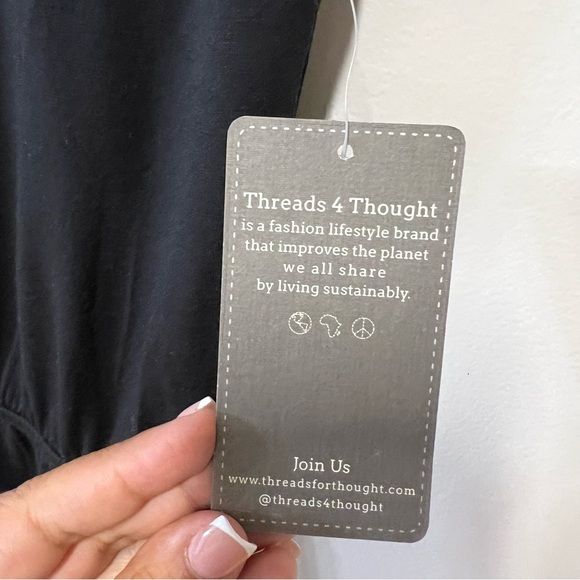 Threads 4 Thought
is a fashion lifestyle brand
that improves the planet
we all share
by living sustainably.
Join Us
www.threadsforthought.com
@threads4thought